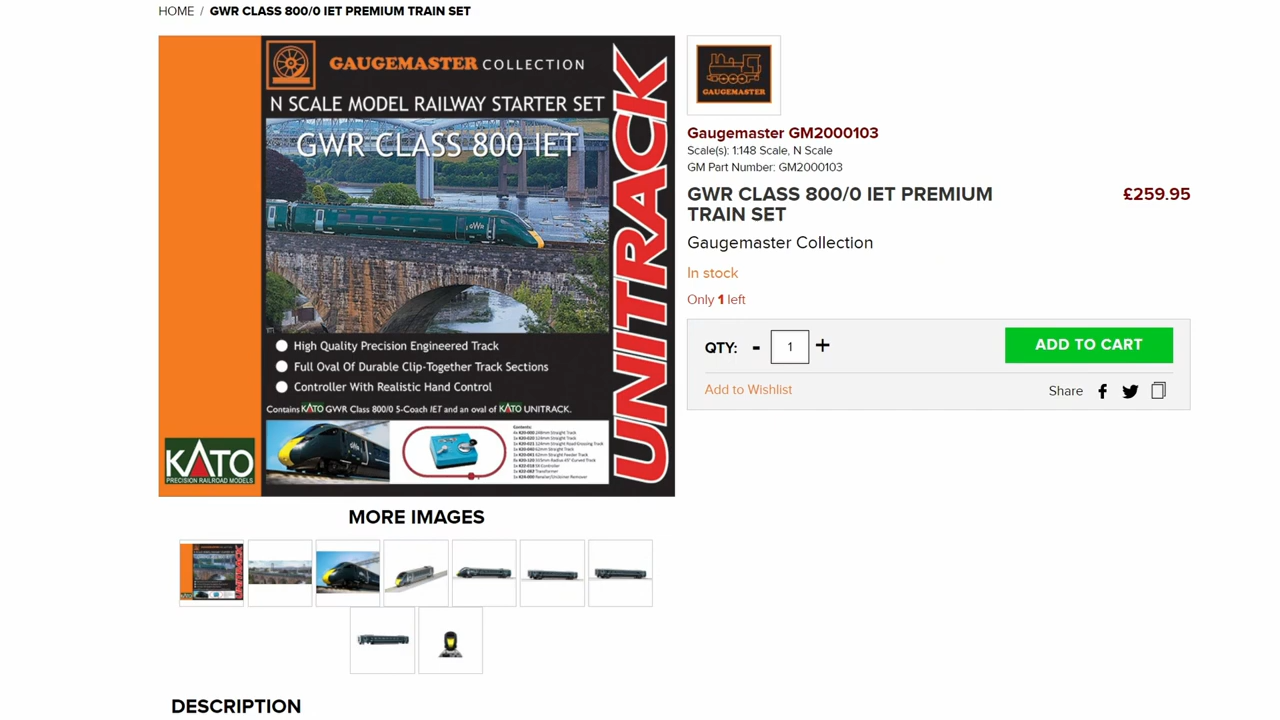 HOME / GWR CLASS 800/0 IET PREMIUM TRAIN SET
GAUGEMASTER COLLECTION
N SCALE MODEL RAILWAY STARTER SET
GWR CLASS 800 IET
GWR
UNITRACK
High Quality Precision Engineered Track
Full Oval Of Durable Clip-Together Track Sections
Controller With Realistic Hand Control
Contains KATO GWR Class 800/0 5-Coach IET and an oval of KATO UNITRACK.
Contents:
KATO
PRECISION RAILROAD MODELS
GAUGEMASTER
Gaugemaster GM2000103
Scale(s): 1:148 Scale, N Scale
GM Part Number: GM2000103
GWR CLASS 800/0 IET PREMIUM
TRAIN SET
£259.95
Gaugemaster Collection
In stock
Only 1 left
QTY: - 1 +
ADD TO CART
Add to Wishlist
Share
MORE IMAGES
DESCRIPTION